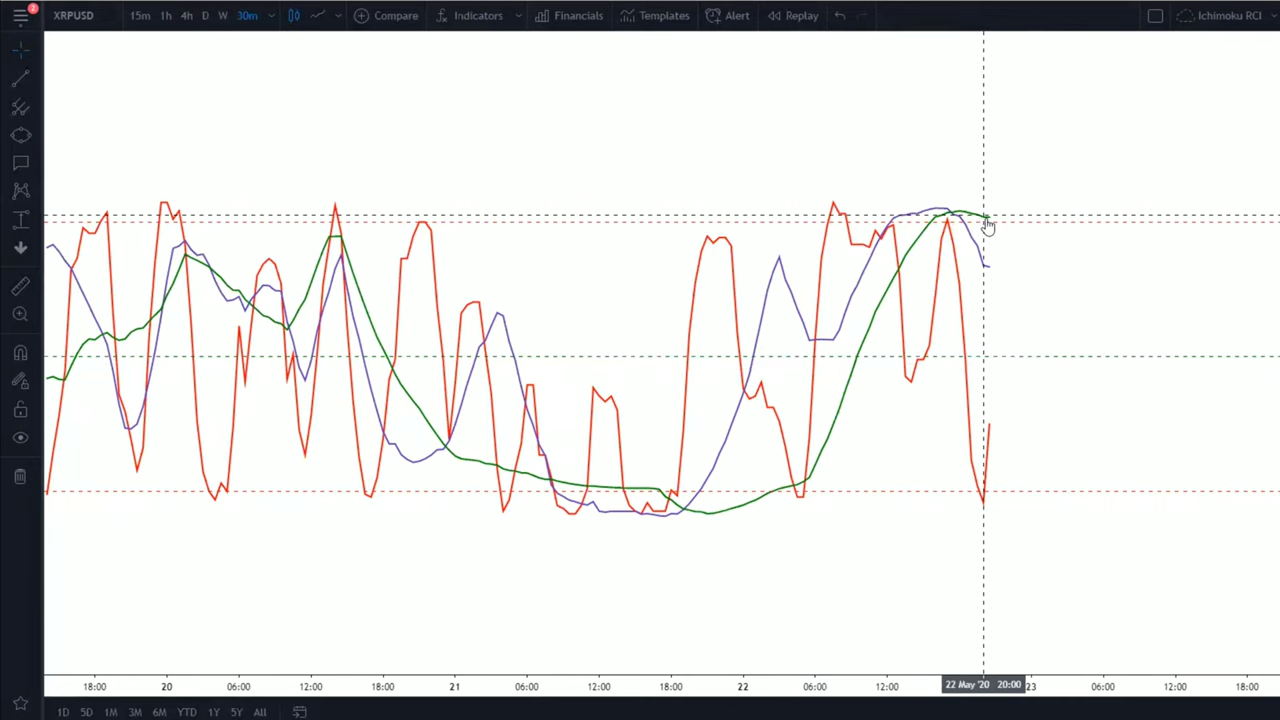 2
XRPUSD 15m 1h 4h D W 30m Compare Indicators Financials Templates Alert Replay Ichimoku RCI
18:00 20 06:00 12:00 18:00 21 06:00 12:00 18:00 22 06:00 12:00 22 May '20 20:00 23 06:00 12:00 18:00
1D 5D 1M 3M 6M YTD 1Y 5Y All